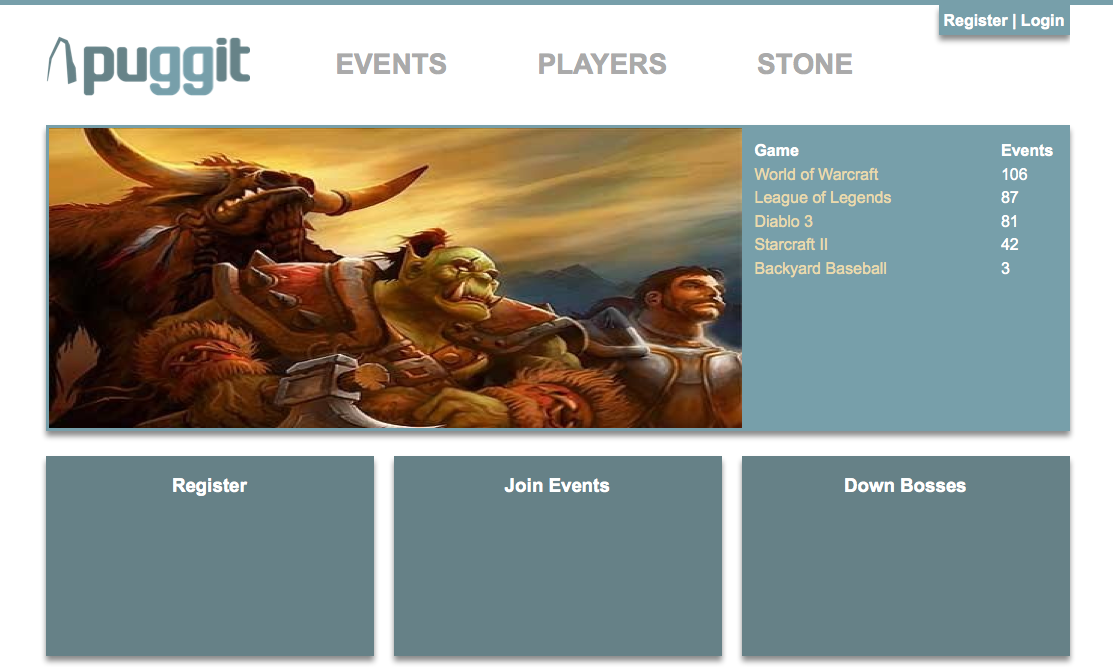 Register | Login
puggit
EVENTS PLAYERS STONE
Game Events
World of Warcraft 106
League of Legends 87
Diablo 3 81
Starcraft II 42
Backyard Baseball 3
Register Join Events Down Bosses